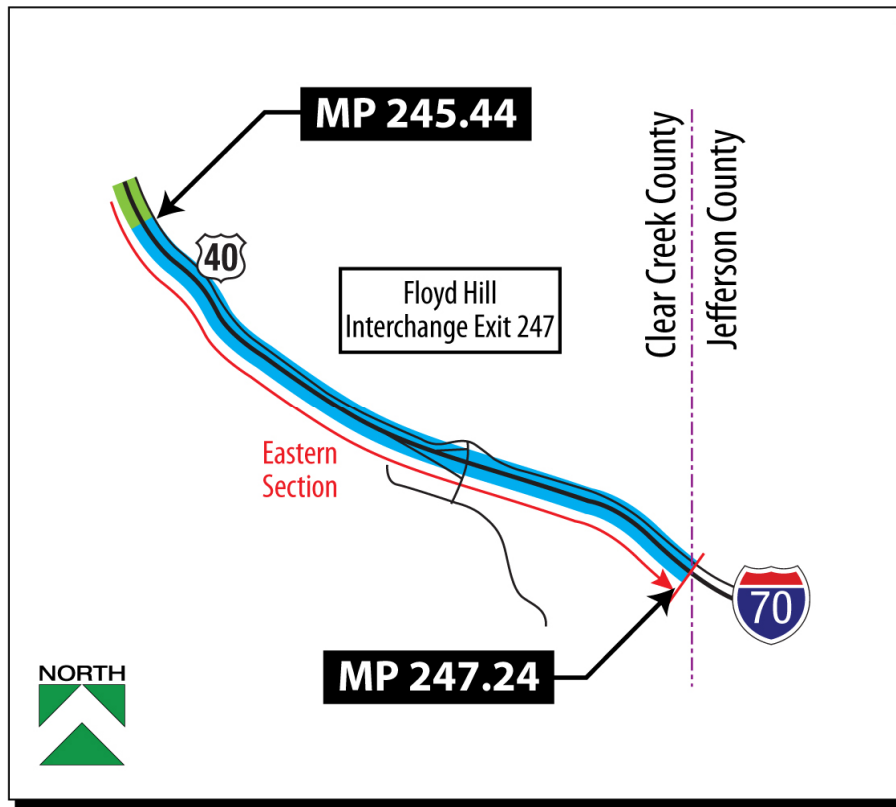 MP 245.44
40
Floyd Hill
Interchange Exit 247
Clear Creek County
Jefferson County
Eastern
Section
70
MP 247.24
NORTH